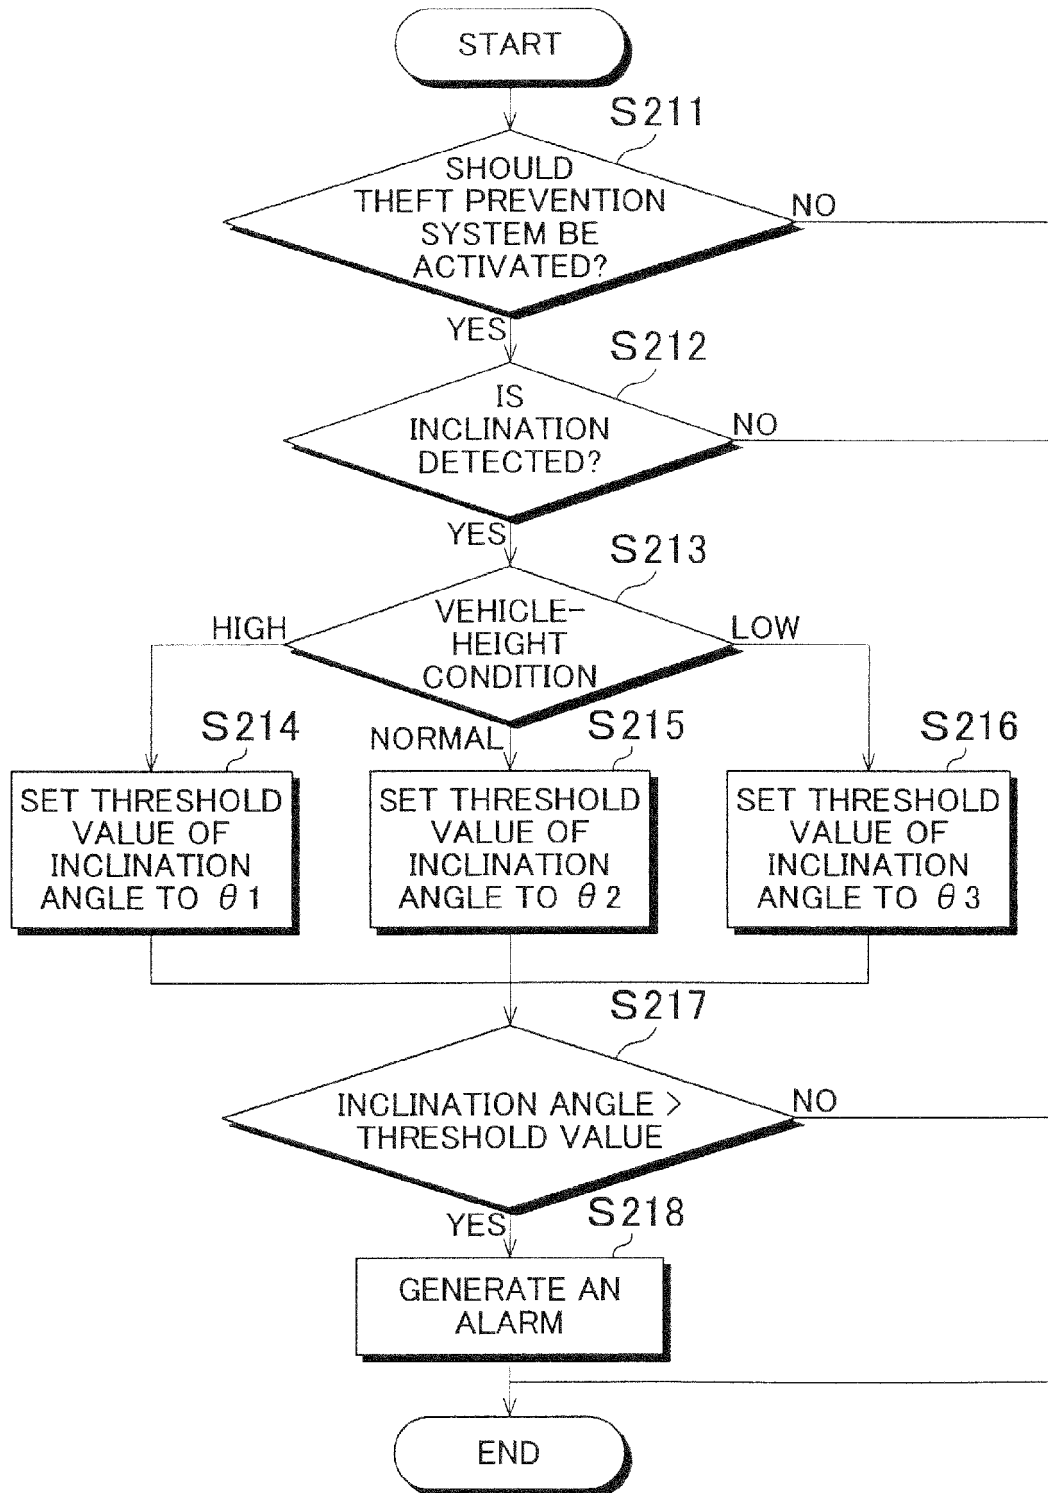 START
S211
SHOULD
THEFT PREVENTION
SYSTEM BE
ACTIVATED?
NO
YES
S212
IS
INCLINATION
DETECTED?
NO
YES
S213
VEHICLE-
HEIGHT
CONDITION
HIGH
LOW
NORMAL
S214
SET THRESHOLD
VALUE OF
INCLINATION
ANGLE TO θ1
S215
SET THRESHOLD
VALUE OF
INCLINATION
ANGLE TO θ2
S216
SET THRESHOLD
VALUE OF
INCLINATION
ANGLE TO θ3
S217
INCLINATION ANGLE >
THRESHOLD VALUE
NO
YES
S218
GENERATE AN
ALARM
END